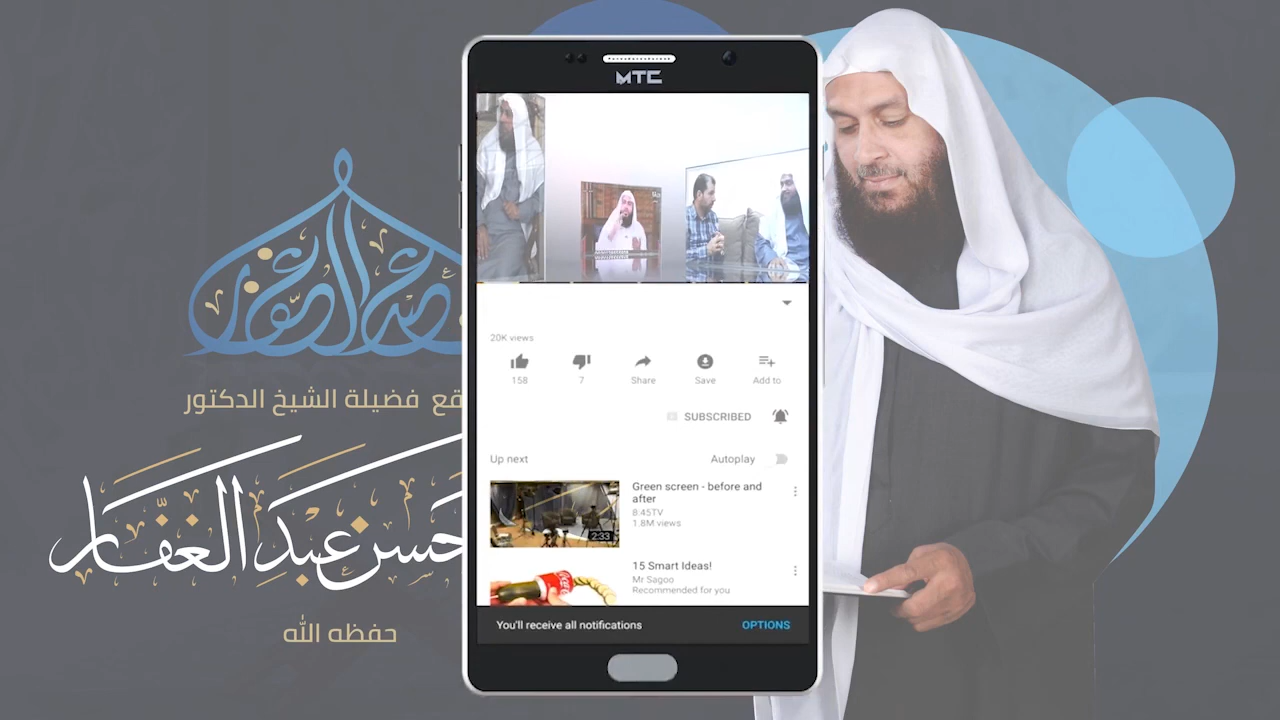 قع فضيلة الشيخ الدكتور
حسن عبد الغفار
حفظه الله
MTC
20K views
158
7
Share
Save
Add to
SUBSCRIBED
Up next
Autoplay
Green screen - before and
after
8:45TV
1.8M views
2:33
15 Smart Ideas!
Mr Sagoo
Recommended for you
You'll receive all notifications
OPTIONS